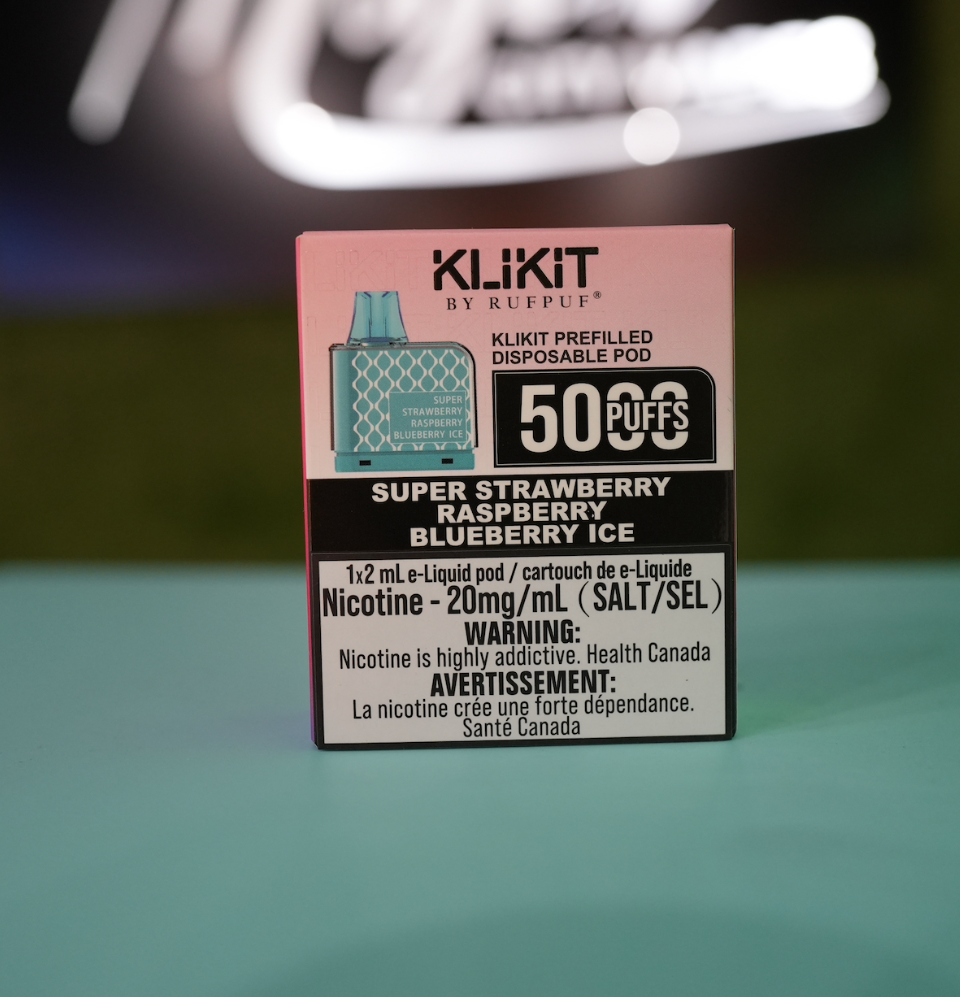 KLIKIT
BY RUFPUF®
KLIKIT PREFILLED
DISPOSABLE POD
5000
PUFFS
SUPER
STRAWBERRY
RASPBERRY
BLUEBERRY ICE
SUPER STRAWBERRY
RASPBERRY
BLUEBERRY ICE
1x2 mL e-Liquid pod / cartouch de e-Liquide
Nicotine - 20mg/mL (SALT/SEL)
WARNING:
Nicotine is highly addictive. Health Canada
AVERTISSEMENT:
La nicotine crée une forte dépendance.
Santé Canada